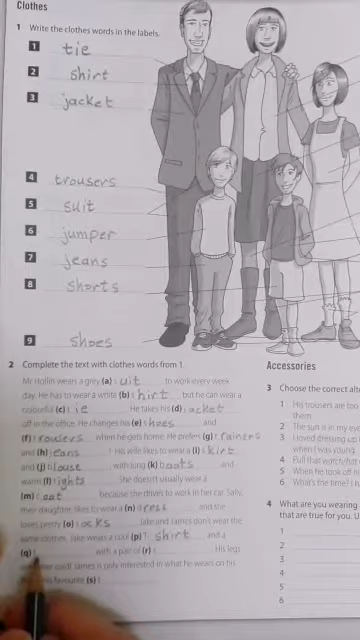 Clothes
1 Write the clothes words in the labels.
1 tie
2 shirt
3 jacket
4 trousers
5 suit
6 jumper
7 jeans
8 shorts
9 shoes
2 Complete the text with clothes words from 1.
Mr Hollin wears a grey (a) suit to work every week
day. He has to wear a white (b) shirt but he can wear a
colourful (c) tie He takes his (d) jacket
off in the office. He changes his (e) shoes and
(f) trousers when he gets home. He prefers (g) trainers
and (h) jeans His wife likes to wear a (i) skirt
and (j) blouse with long (k) boots and
warm (l) tights She doesn't usually wear a
(m) coat because she drives to work in her car. Sally,
their daughter, likes to wear a (n) dress and she
loves pretty (o) socks Jake and James don't wear the
same clothes. Jake wears a cool (p) shirt and a
(q) j with a pair of (r) His legs
cold! James is only interested in what he wears on his
his favourite (s)
Accessories
3 Choose the correct alte
1 His trousers are too
them
2 The sun is in my eye
3 I loved dressing up
when I was young.
4 Pull that watch/hat
5 When he took off
6 What's the time? I h
4 What are you wearing
that are true for you. U
1
2
3
4
5
6